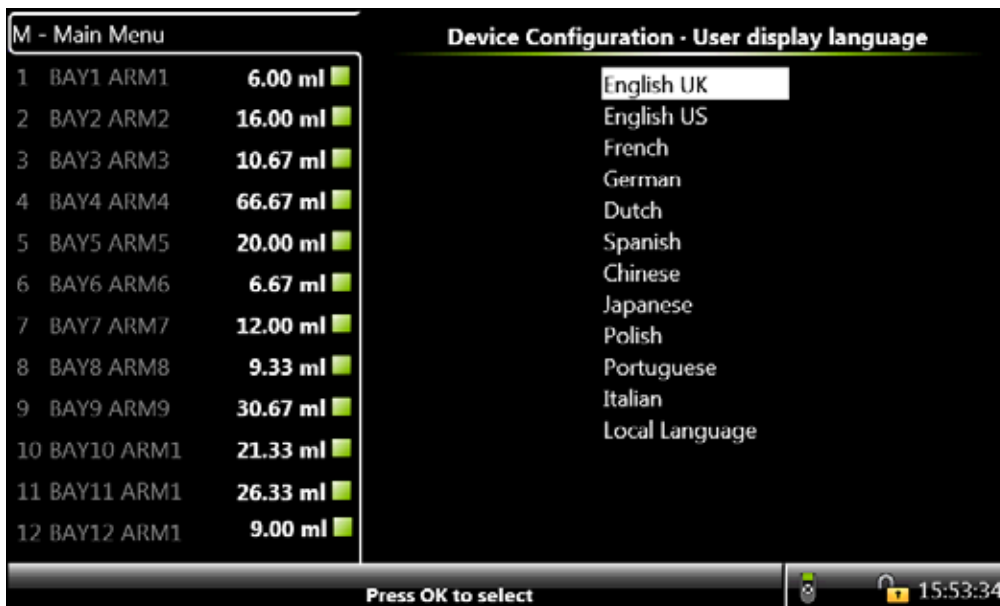 M - Main Menu
1 BAY1 ARM1 6.00 ml
2 BAY2 ARM2 16.00 ml
3 BAY3 ARM3 10.67 ml
4 BAY4 ARM4 66.67 ml
5 BAY5 ARM5 20.00 ml
6 BAY6 ARM6 6.67 ml
7 BAY7 ARM7 12.00 ml
8 BAY8 ARM8 9.33 ml
9 BAY9 ARM9 30.67 ml
10 BAY10 ARM1 21.33 ml
11 BAY11 ARM1 26.33 ml
12 BAY12 ARM1 9.00 ml
Device Configuration - User display language
English UK
English US
French
German
Dutch
Spanish
Chinese
Japanese
Polish
Portuguese
Italian
Local Language
Press OK to select
15:53:34